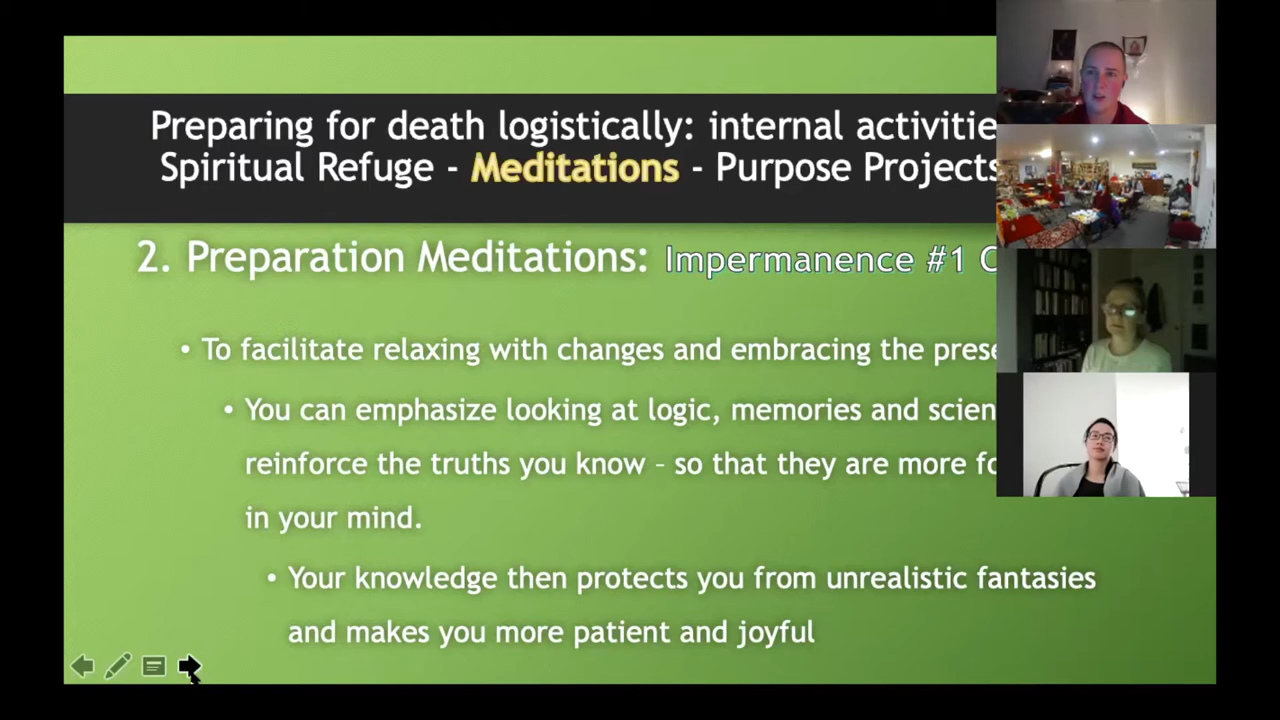 Preparing for death logistically: internal activitie
Spiritual Refuge - Meditations - Purpose Projects
2. Preparation Meditations: Impermanence #1 C
• To facilitate relaxing with changes and embracing the prese
• You can emphasize looking at logic, memories and scien
reinforce the truths you know – so that they are more fo
in your mind.
• Your knowledge then protects you from unrealistic fantasies
and makes you more patient and joyful